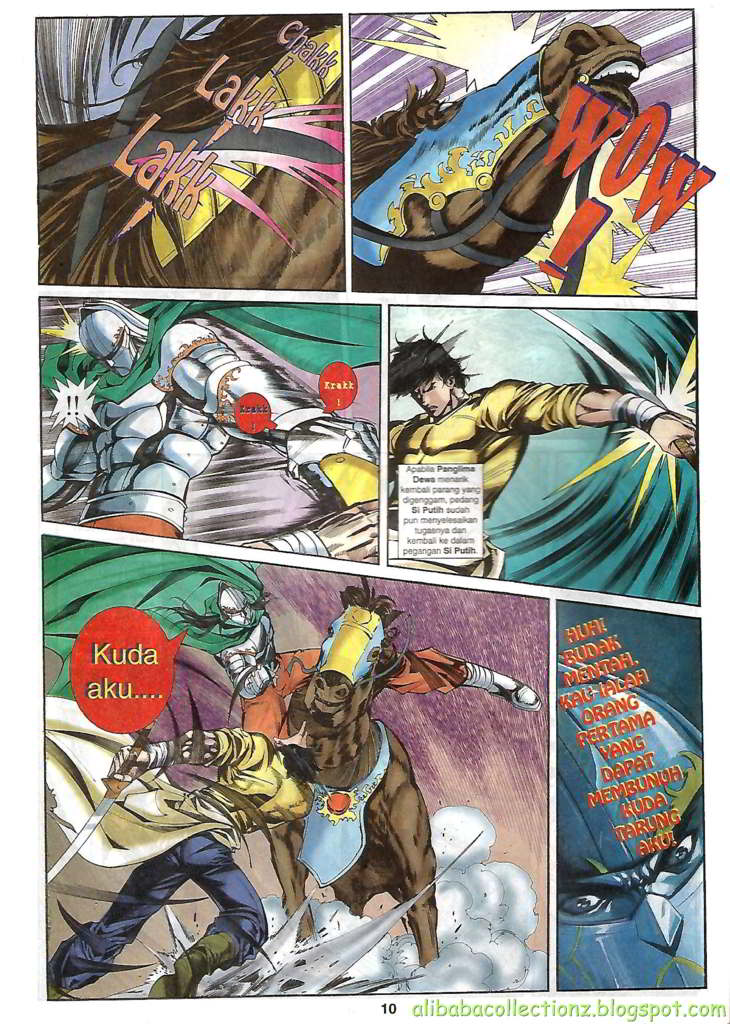 Chakk
!
Lakk
!
Lakk
!
WOW
!
!!
Krakk
!
Krakk
!
Apabila Panglima
Dewa menarik
kembali parang yang
digenggam, pedang
Si Putih sudah
pun menyelesaikan
tugasnya dan
kembali ke dalam
pegangan Si Putih.
Kuda
aku....
HUH!
BUDAK
MENTAH,
KAU-IALAH
ORANG
PERTAMA
YANG
DAPAT
MEMBUNUH
KUDA
TARUNG
AKU!
10
alibabacollectionz.blogspot.com